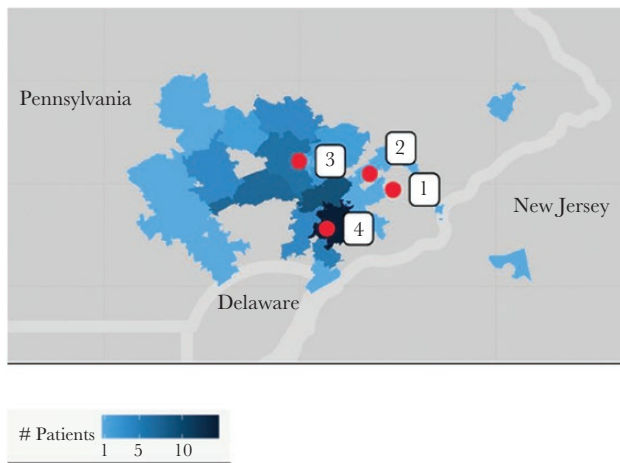 Pennsylvania
2
3
1
New Jersey
4
Delaware
# Patients
1 5 10